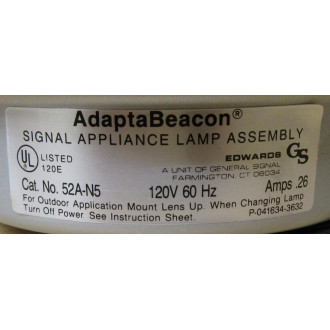 AdaptaBeacon®
SIGNAL APPLIANCE LAMP ASSEMBLY
UL LISTED 120E
EDWARDS GS
A UNIT OF GENERAL SIGNAL
FARMINGTON, CT 06034
Cat. No. 52A-N5 120V 60 Hz Amps .26
For Outdoor Application Mount Lens Up. When Changing Lamp
Turn Off Power See Instruction Sheet. P-041634-3632